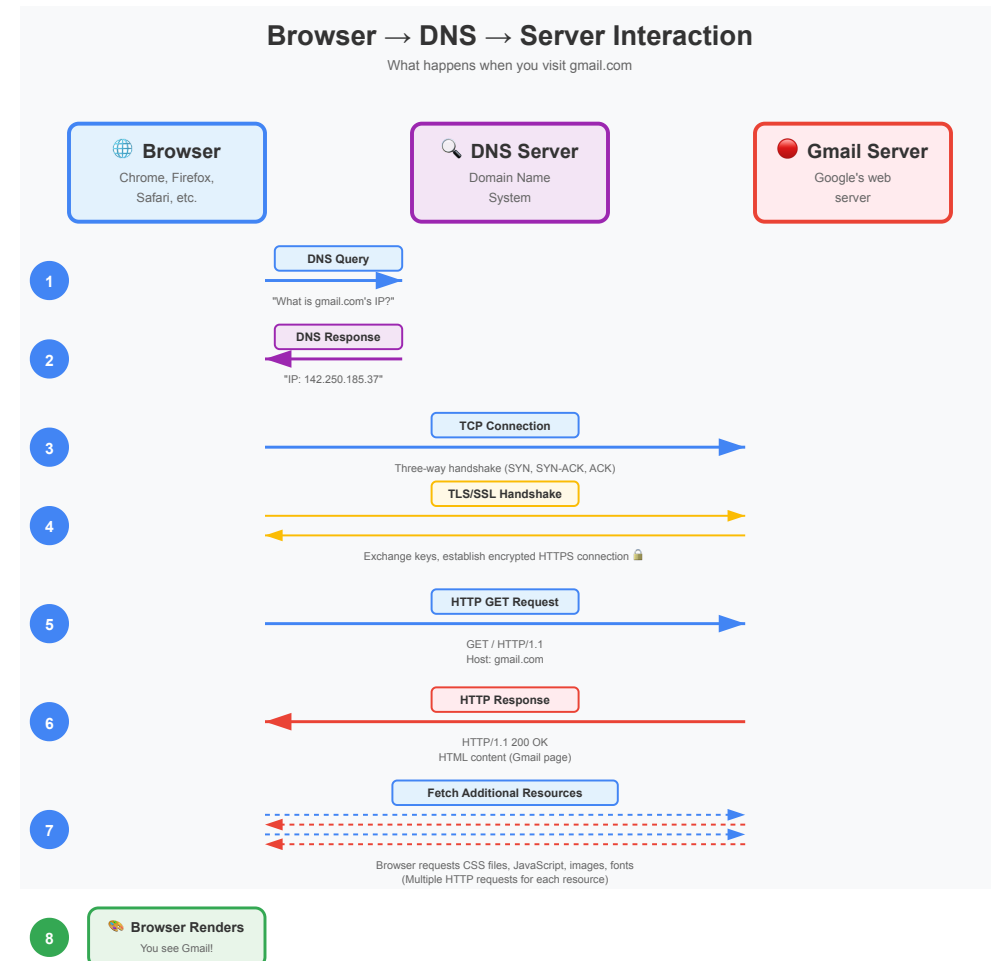 Browser → DNS → Server Interaction
What happens when you visit gmail.com
Browser
Chrome, Firefox,
Safari, etc.
DNS Server
Domain Name
System
Gmail Server
Google's web
server
1
DNS Query
"What is gmail.com's IP?"
2
DNS Response
"IP: 142.250.185.37"
3
TCP Connection
Three-way handshake (SYN, SYN-ACK, ACK)
4
TLS/SSL Handshake
Exchange keys, establish encrypted HTTPS connection 🔒
5
HTTP GET Request
GET / HTTP/1.1
Host: gmail.com
6
HTTP Response
HTTP/1.1 200 OK
HTML content (Gmail page)
7
Fetch Additional Resources
Browser requests CSS files, JavaScript, images, fonts
(Multiple HTTP requests for each resource)
8
Browser Renders
You see Gmail!